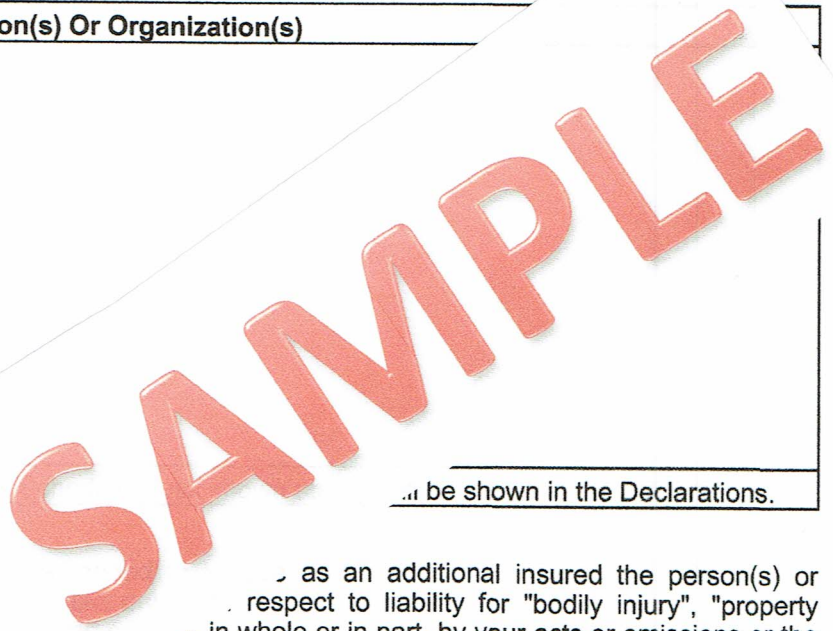 on(s) Or Organization(s)
SAMPLE
be shown in the Declarations.
as an additional insured the person(s) or
respect to liability for "bodily injury", "property
in whole or in part, by your acts or omissions or the